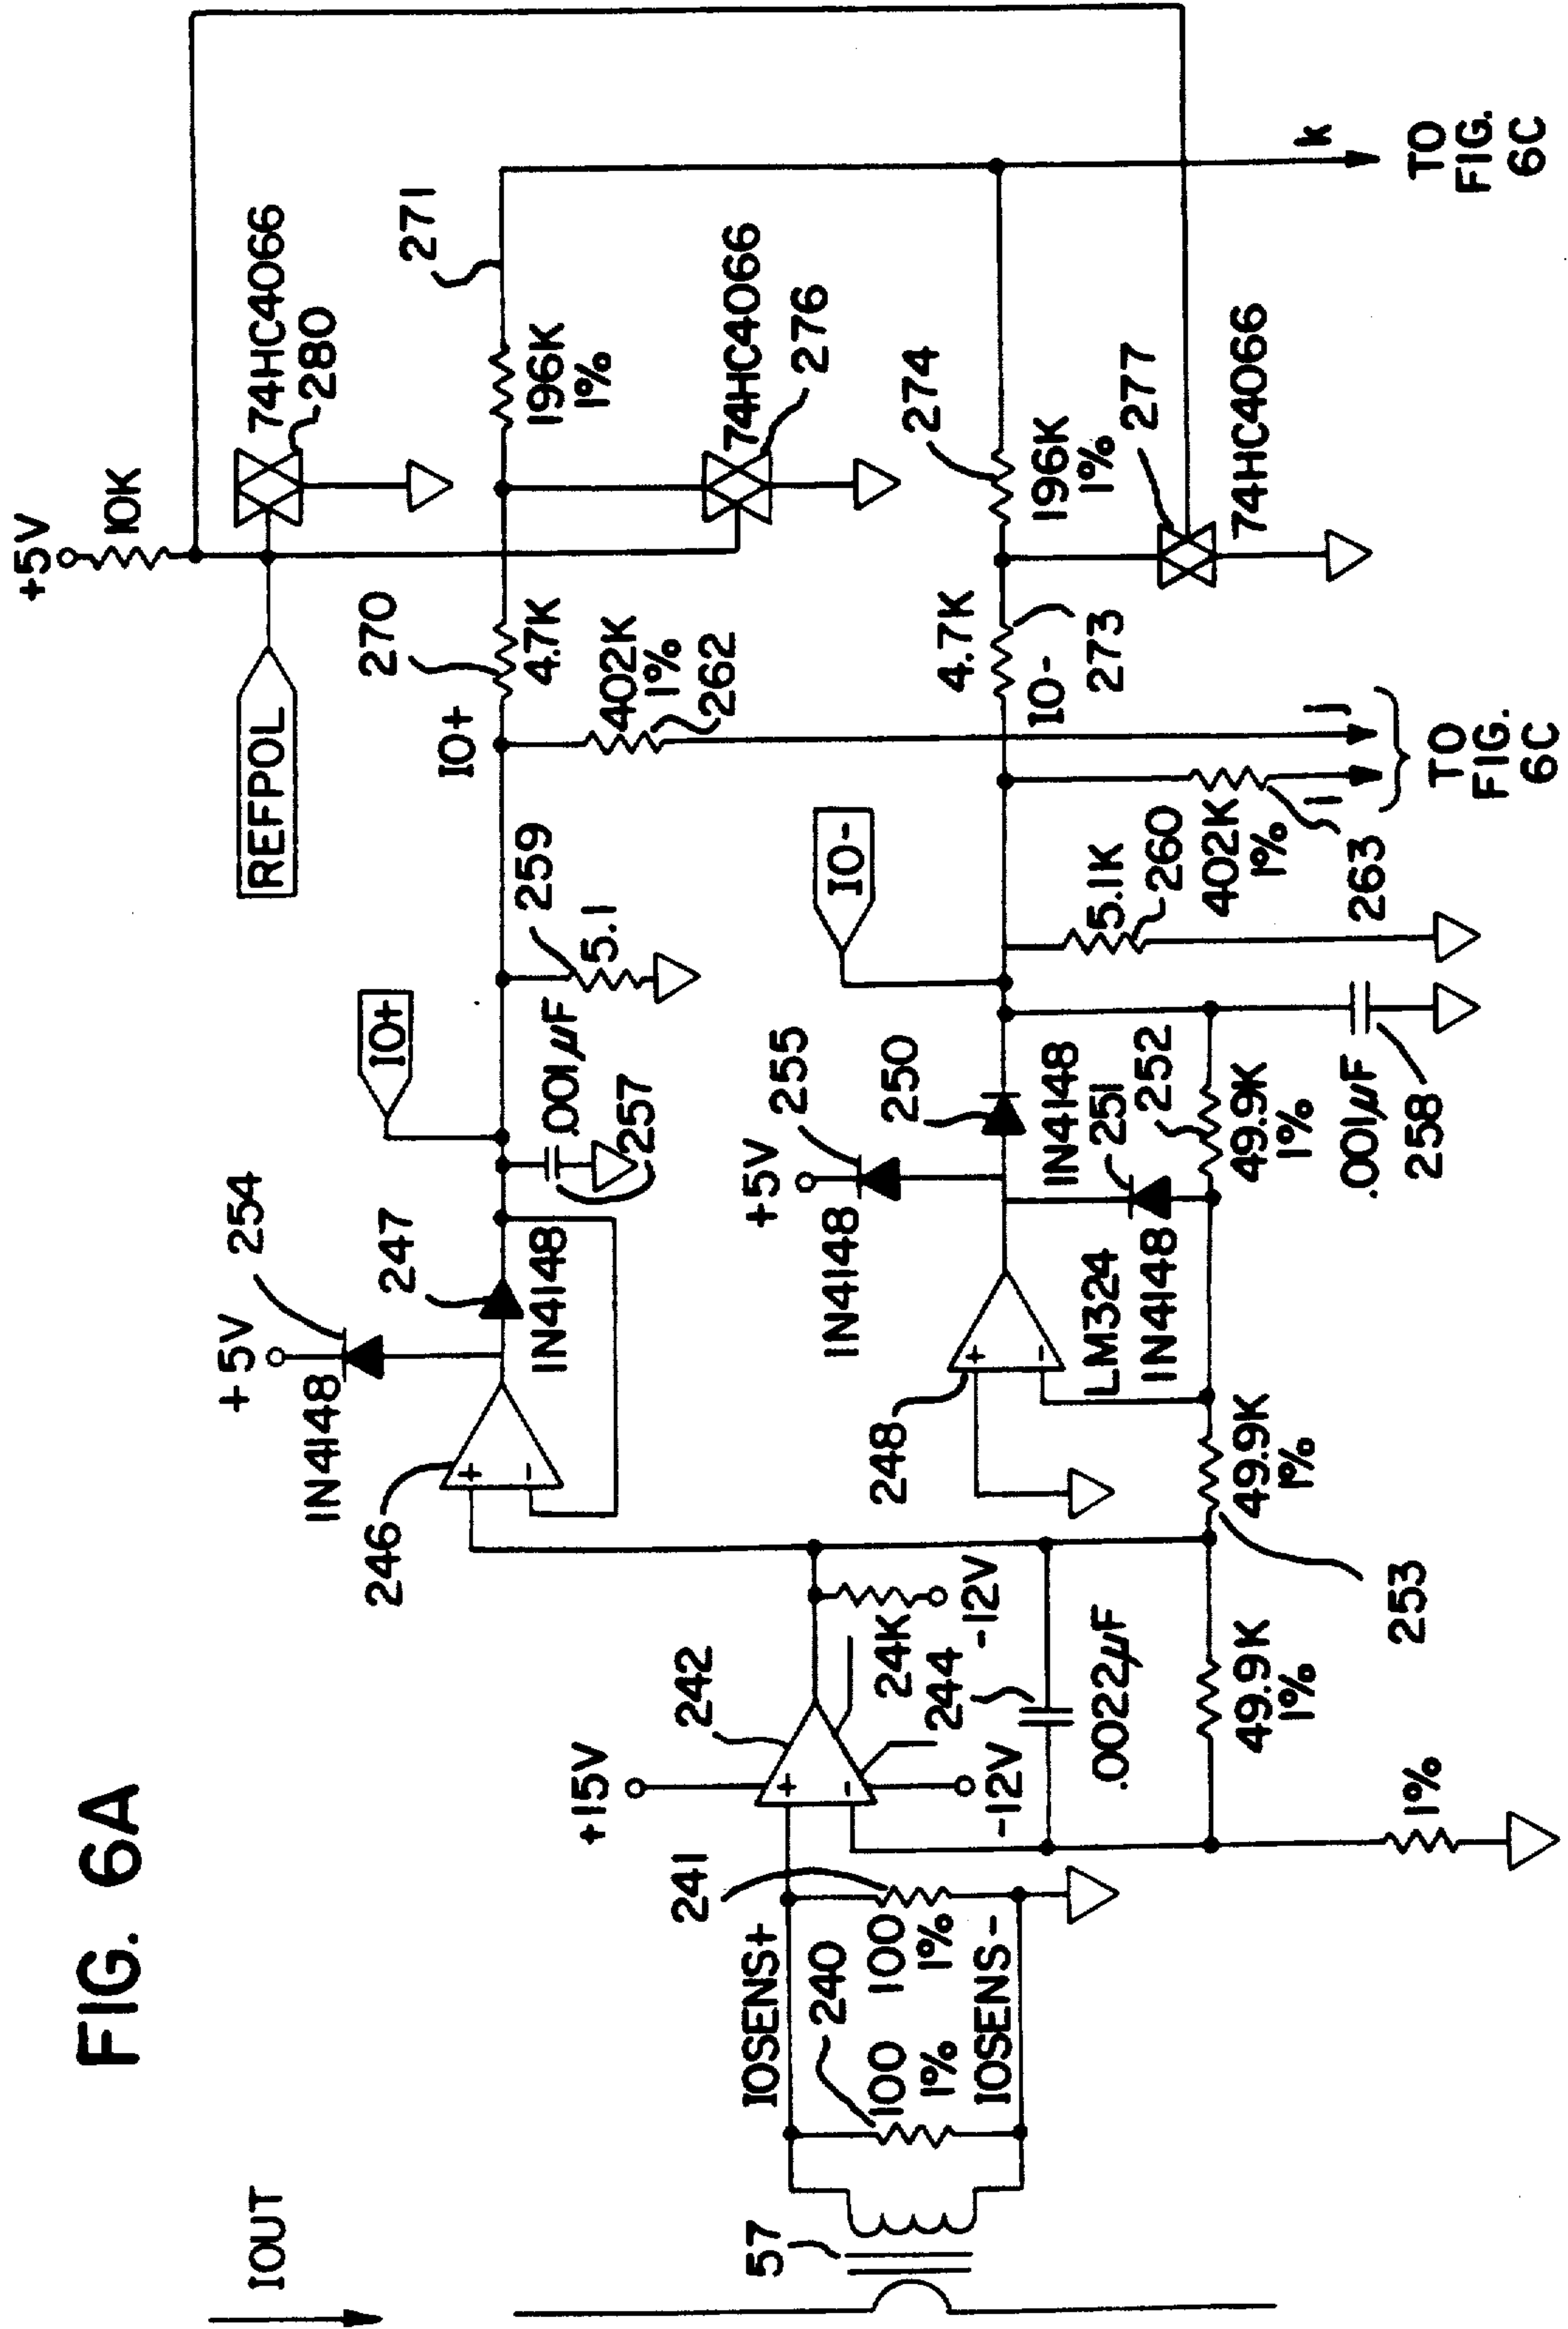 FIG. 6A
IOUT
57
IOSENS+
240
100
1%
241
100
1%
IOSENS-
+15V
242
-12V
24K
-12V
244
.0022µF
49.9K
1%
1%
253
49.9K
1%
246
+5V
254
1N4148
247
1N4148
IO+
.001µF
257
259
5.1
IO+
402K
1%
262
270
4.7K
196K
1%
271
REFPOL
+5V
10K
74HC4066
280
74HC4066
276
248
LM324
+5V
255
1N4148
250
1N4148
251
1N4148
252
49.9K
1%
.001µF
258
IO-
5.1K
260
402K
1%
263
i
j
TO
FIG.
6C
IO-
4.7K
273
274
196K
1%
277
74HC4066
k
TO
FIG.
6C